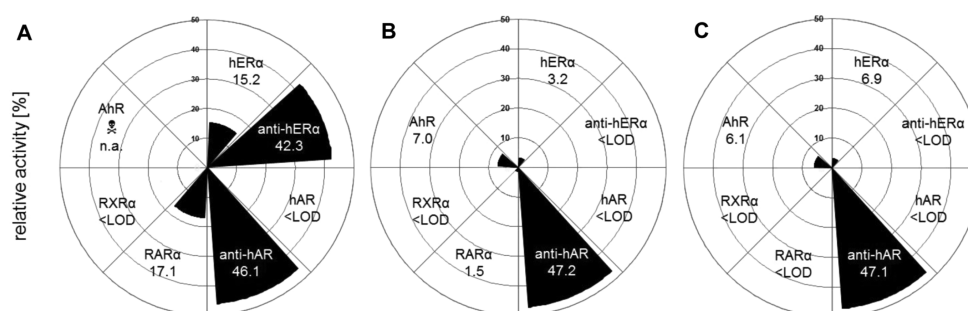 relative activity [%]
A
50
40
30
20
10
hERα
15.2
anti-hERα
42.3
hAR
<LOD
anti-hAR
46.1
RARα
17.1
RXRα
<LOD
AhR
☠
n.a.
B
50
40
30
20
10
hERα
3.2
anti-hERα
<LOD
hAR
<LOD
anti-hAR
47.2
RARα
1.5
RXRα
<LOD
AhR
7.0
C
50
40
30
20
10
hERα
6.9
anti-hERα
<LOD
hAR
<LOD
anti-hAR
47.1
RARα
<LOD
RXRα
<LOD
AhR
6.1